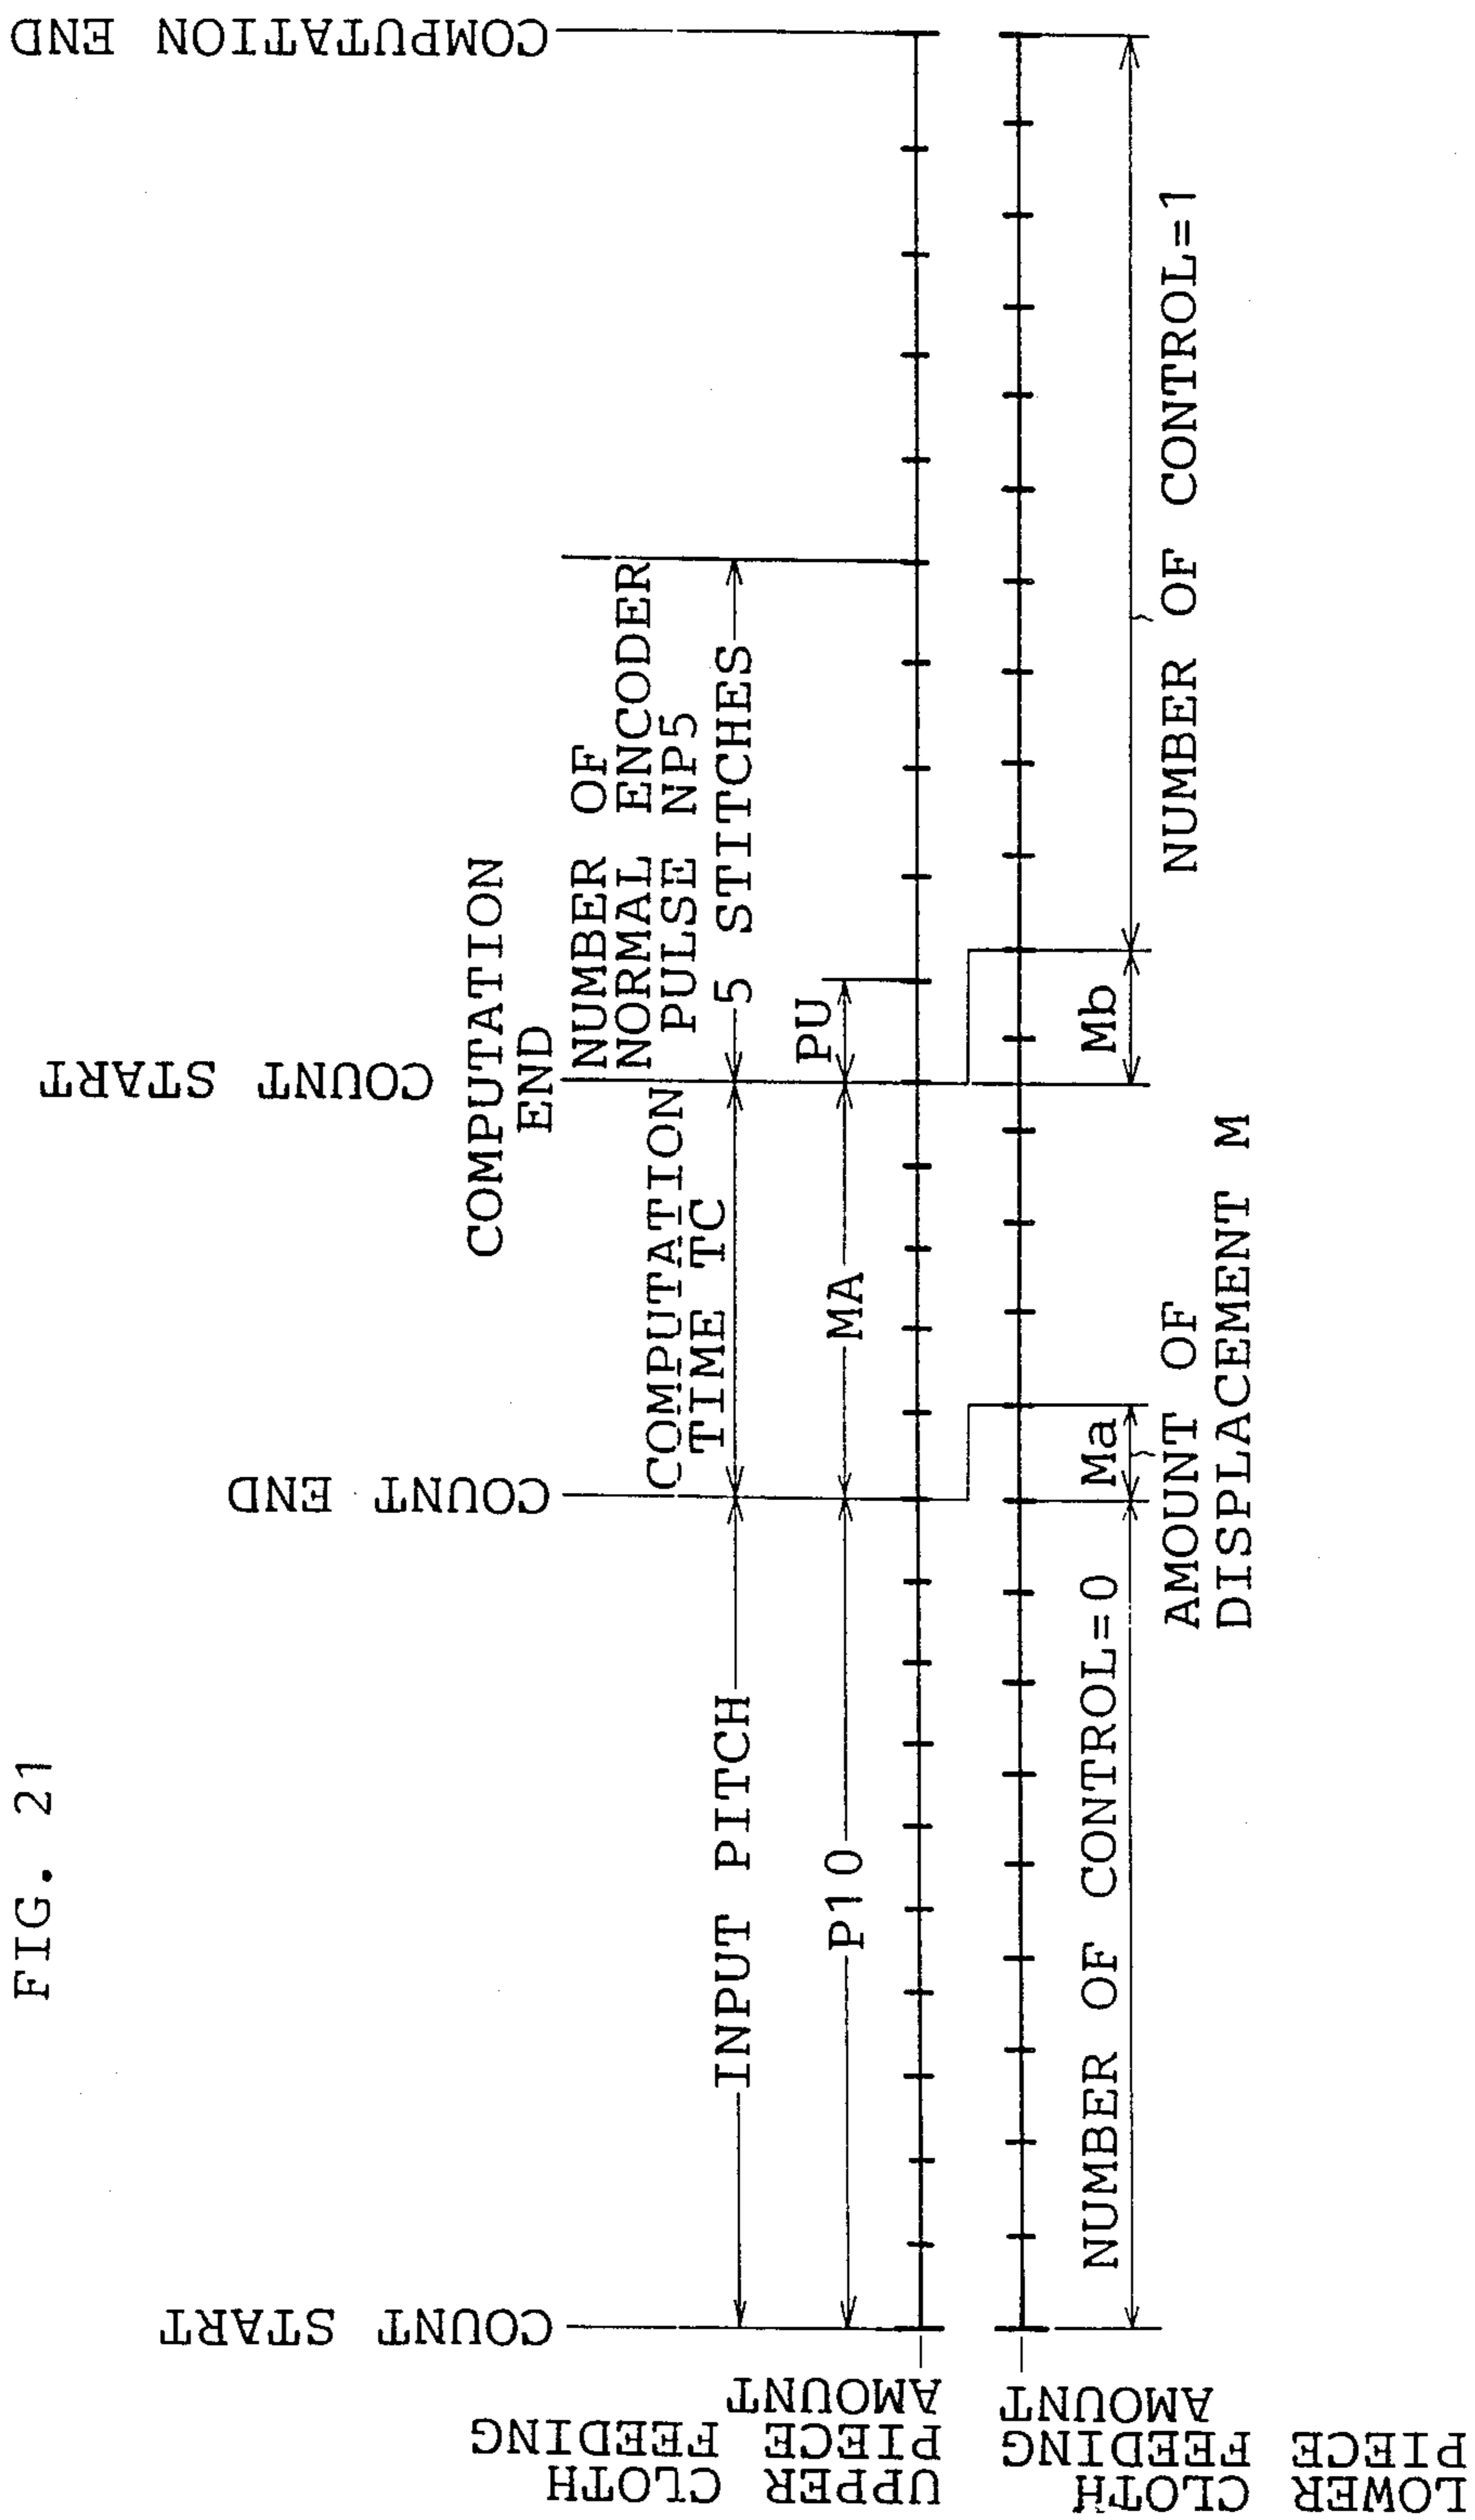 FIG. 21
COUNT START
COUNT END
COUNT START
COMPUTATION
END
COMPUTATION END
INPUT PITCH
COMPUTATION
TIME TC
NUMBER OF
NORMAL ENCODER
PULSE NP5
5 STITCHES
P10
MA
PU
UPPER CLOTH
PIECE FEEDING
AMOUNT
LOWER CLOTH
PIECE FEEDING
AMOUNT
NUMBER OF CONTROL=0
Ma
Mb
AMOUNT OF
DISPLACEMENT M
NUMBER OF CONTROL=1